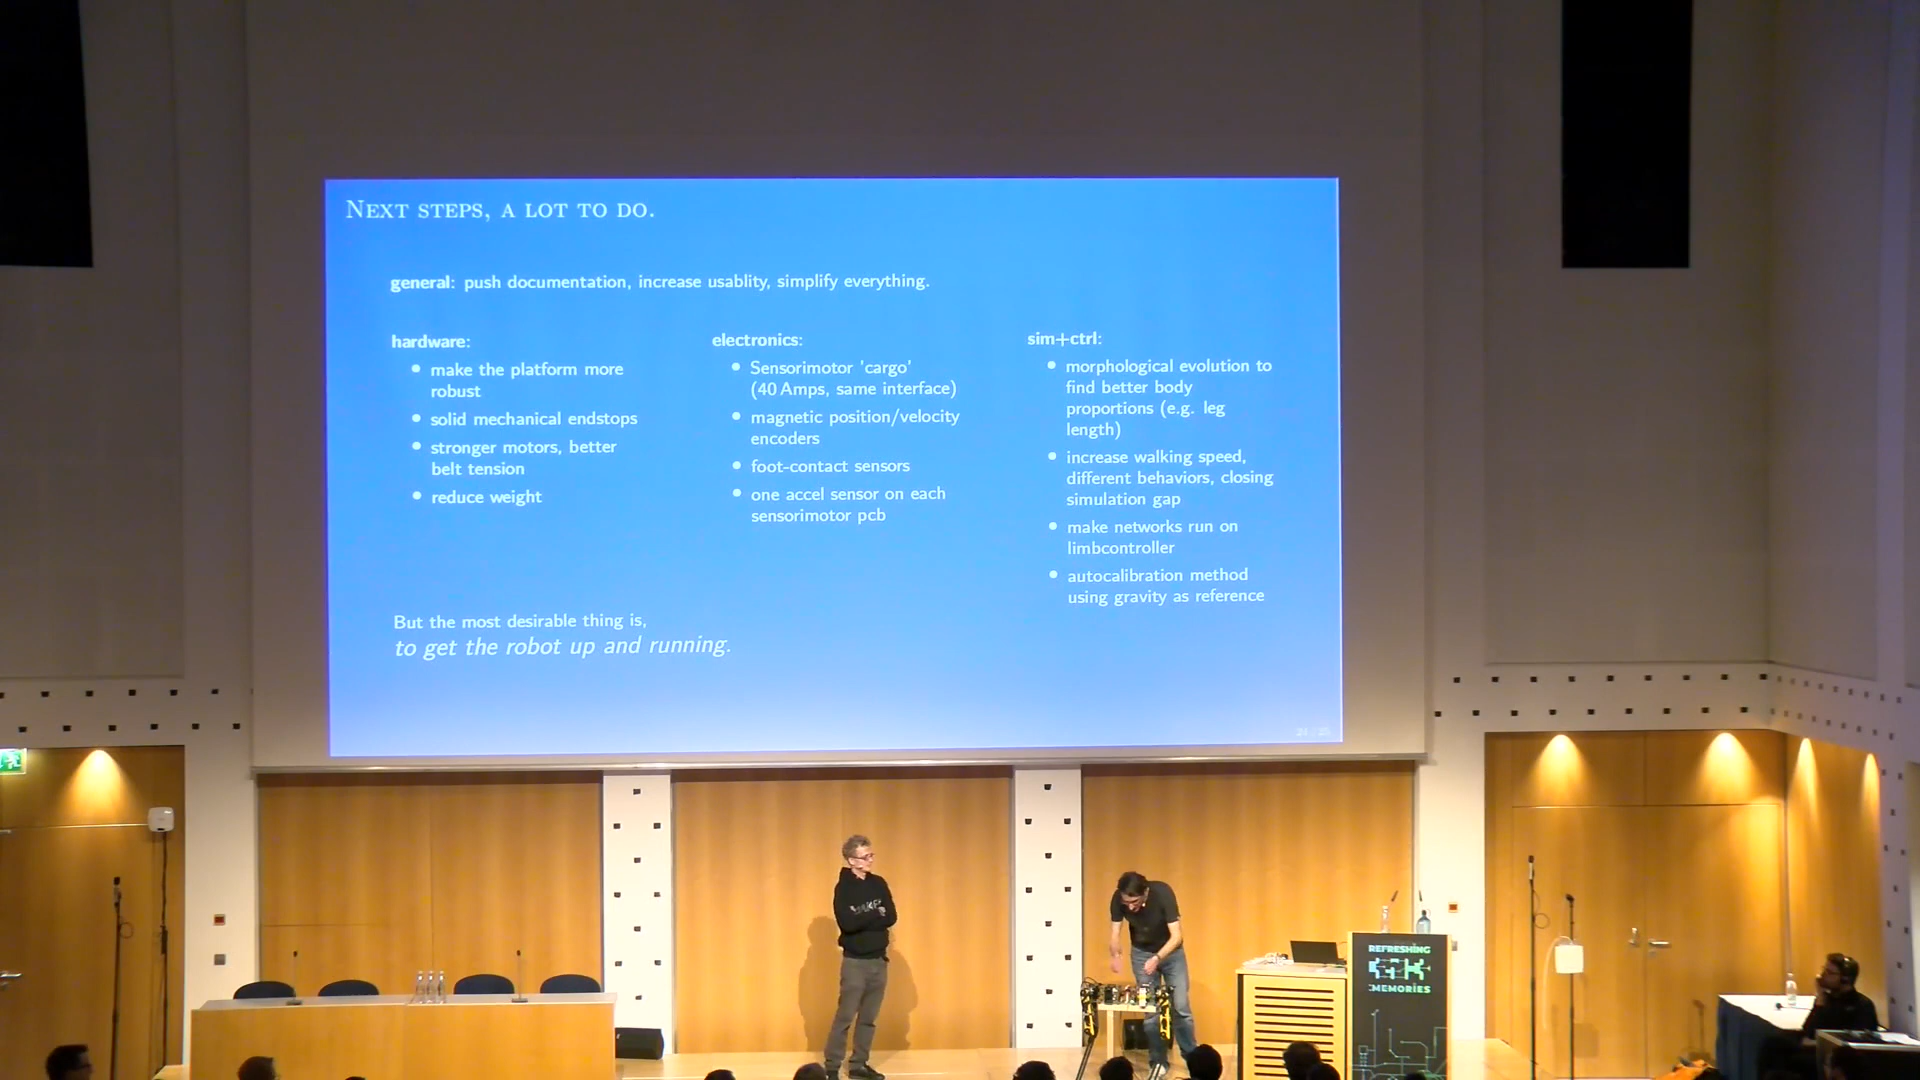 NEXT STEPS, A LOT TO DO.
general: push documentation, increase usablity, simplify everything.
hardware:
• make the platform more
robust
• solid mechanical endstops
• stronger motors, better
belt tension
• reduce weight
electronics:
• Sensorimotor 'cargo'
(40 Amps, same interface)
• magnetic position/velocity
encoders
• foot-contact sensors
• one accel sensor on each
sensorimotor pcb
sim+ctrl:
• morphological evolution to
find better body
proportions (e.g. leg
length)
• increase walking speed,
different behaviors, closing
simulation gap
• make networks run on
limbcontroller
• autocalibration method
using gravity as reference
But the most desirable thing is,
to get the robot up and running.
REFRESHING
MEMORIES